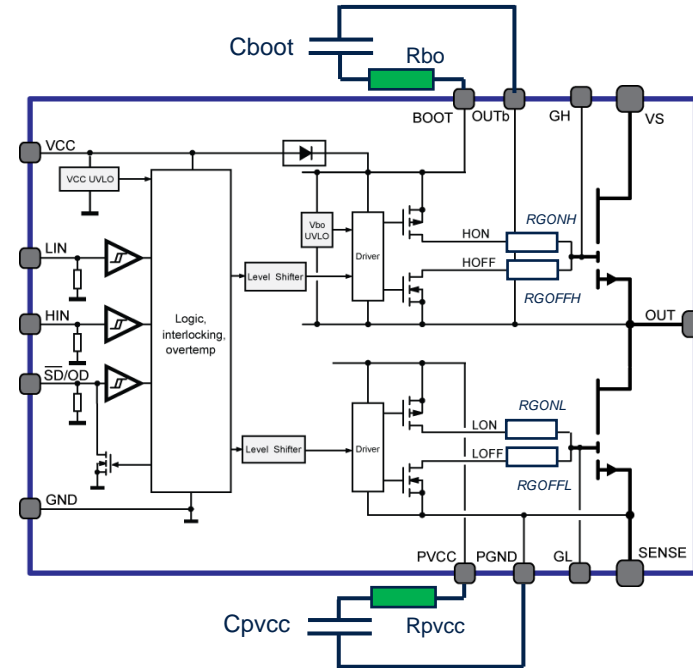 Cboot
Rbo
BOOT
OUTb
GH
VS
VCC
VCC UVLO
LIN
HIN
SD/OD
GND
Logic,
interlocking,
overtemp
Level Shifter
Vbo
UVLO
Driver
HON
HOFF
RGONH
RGOFFH
OUT
Level Shifter
Driver
LON
LOFF
RGONL
RGOFFL
PVCC
PGND
GL
SENSE
Cpvcc
Rpvcc